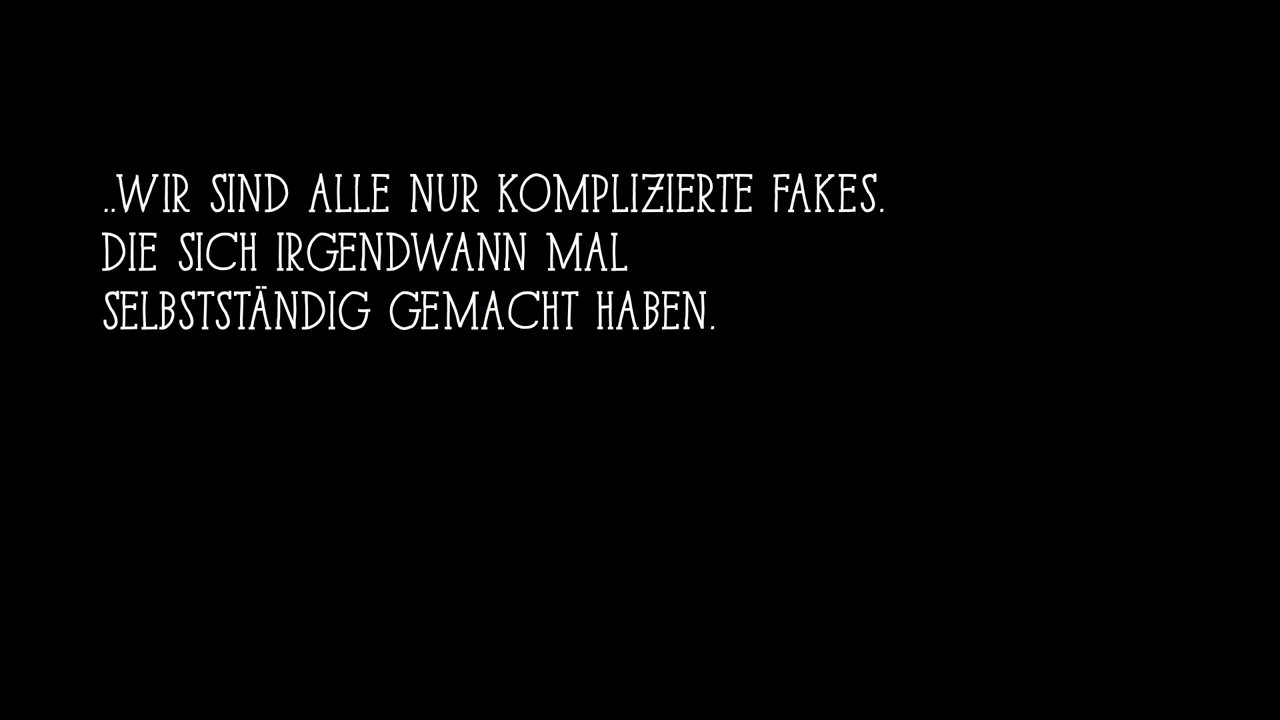 ..WIR SIND ALLE NUR KOMPLIZIERTE FAKES.
DIE SICH IRGENDWANN MAL
SELBSTSTÄNDIG GEMACHT HABEN.